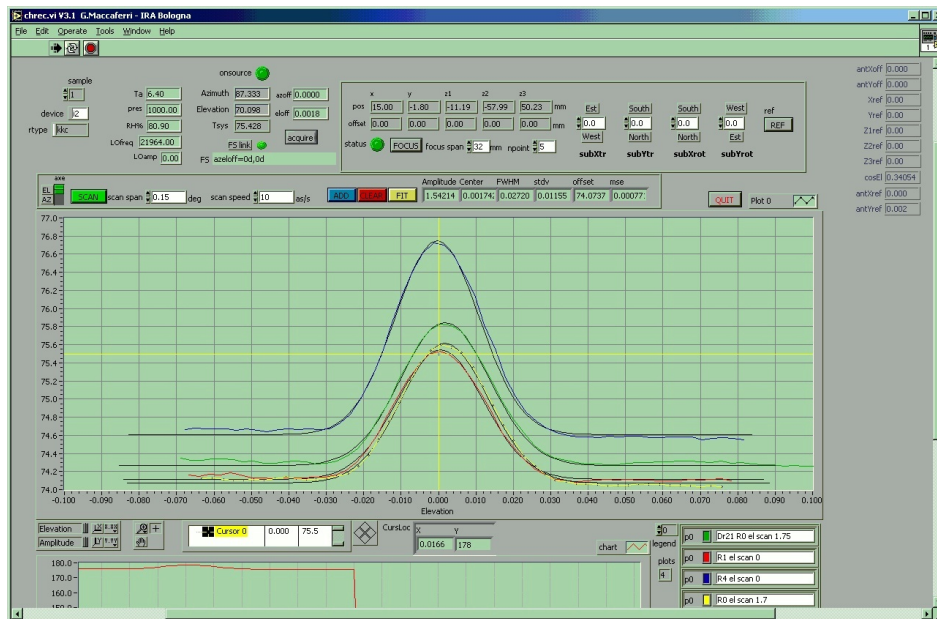 chrec.vi V3.1 G.Maccaferri - IRA Bologna
File Edit Operate Tools Window Help
onsource
sample
1
device i2
rtype kkc
Ta 6.40
pres 1000.00
RH% 80.90
LOfreq 21964.00
LOamp 0.00
Azimuth 87.333 azoff 0.0000
Elevation 70.098 eloff 0.0018
Tsys 75.428
FS link acquire
FS azeloff=0d,0d
x y z1 z2 z3
pos 15.00 -1.80 -11.19 -57.99 50.23 mm
offset 0.00 0.00 0.00 0.00 0.00 mm
status FOCUS focus span 32 mm npoint 5
Est South South West ref
0.0 0.0 0.0 0.0 REF
West North North Est
subXtr subYtr subXrot subYrot
antXoff 0.000
antYoff 0.000
Xref 0.000
Yref 0.000
Z1ref 0.000
Z2ref 0.000
Z3ref 0.000
cosEl 0.34054
antXref 0.000
antYref 0.002
axe
EL
AZ
SCAN scan span 0.15 deg scan speed 10 as/s
ADD CLEAR FIT
Amplitude Center FWHM stdv offset mse
1.54214 0.00174 0.02720 0.01155 74.0737 0.00077
QUIT Plot 0
77.0
76.8
76.6
76.4
76.2
76.0
75.8
75.6
75.4
75.2
75.0
74.8
74.6
74.4
74.2
74.0
-0.100 -0.090 -0.080 -0.070 -0.060 -0.050 -0.040 -0.030 -0.020 -0.010 0.000 0.010 0.020 0.030 0.040 0.050 0.060 0.070 0.080 0.090 0.100
Elevation
Elevation
Amplitude
Cursor 0 0.000 75.5
CursLoc
X Y
0.0166 178
chart
0
legend
plots
4
p0 Dr21 R0 el scan 1.75
p0 R1 el scan 0
p0 R4 el scan 0
p0 R0 el scan 1.7
180.0
170.0
160.0